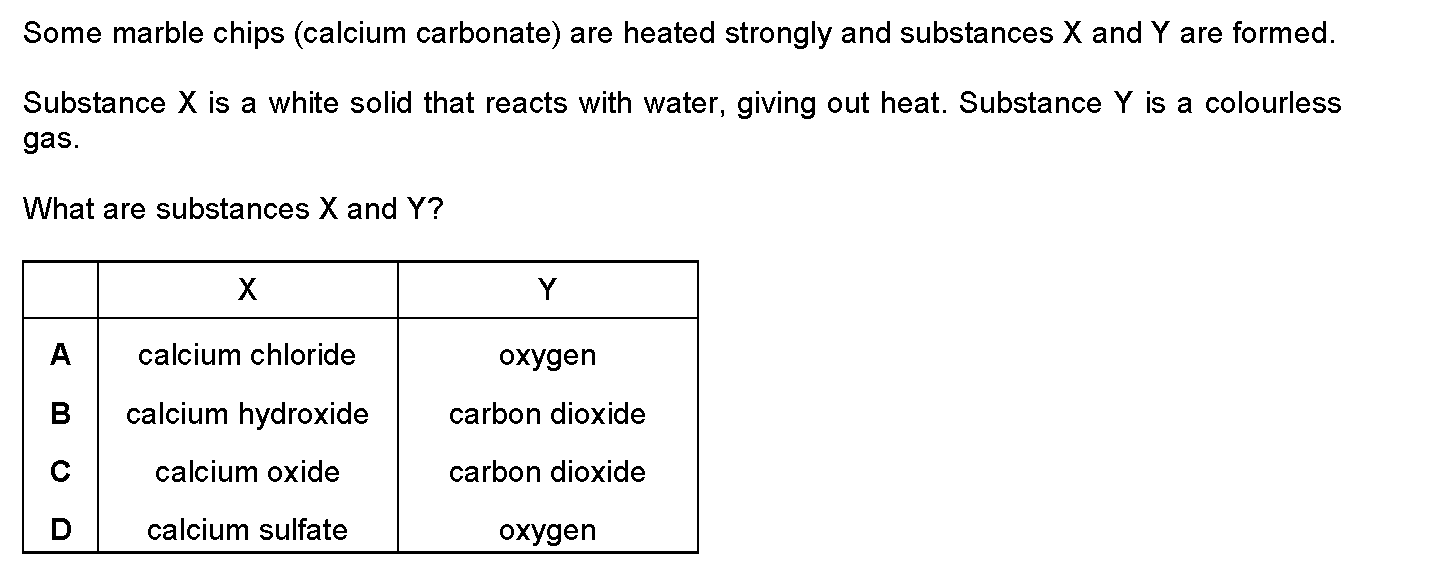 Some marble chips (calcium carbonate) are heated strongly and substances X and Y are formed.
Substance X is a white solid that reacts with water, giving out heat. Substance Y is a colourless
gas.
What are substances X and Y?
X Y
A calcium chloride oxygen
B calcium hydroxide carbon dioxide
C calcium oxide carbon dioxide
D calcium sulfate oxygen